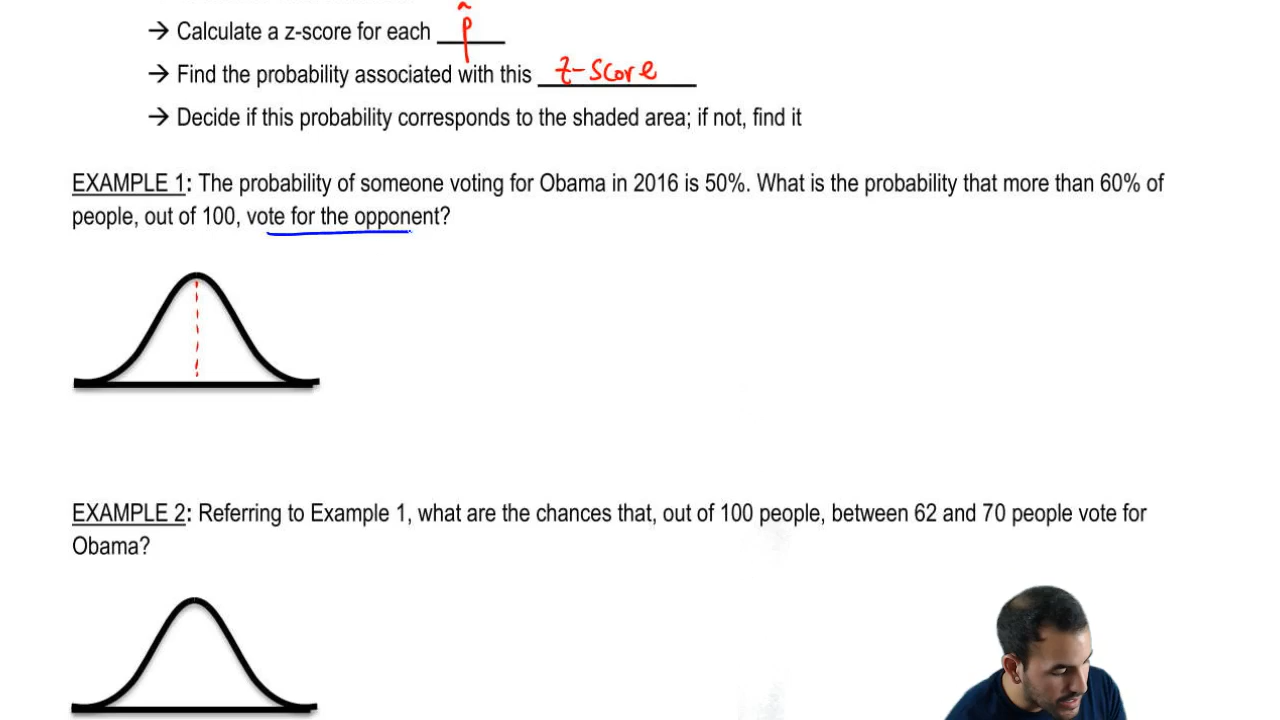 → Calculate a z-score for each p̂
→ Find the probability associated with this z-score
→ Decide if this probability corresponds to the shaded area; if not, find it
EXAMPLE 1: The probability of someone voting for Obama in 2016 is 50%. What is the probability that more than 60% of
people, out of 100, vote for the opponent?
EXAMPLE 2: Referring to Example 1, what are the chances that, out of 100 people, between 62 and 70 people vote for
Obama?